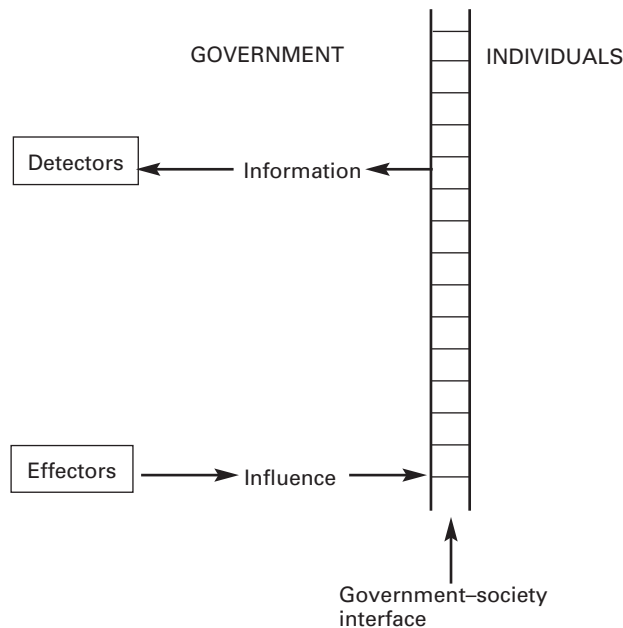 GOVERNMENT
INDIVIDUALS
Detectors
Information
Effectors
Influence
Government–society
interface